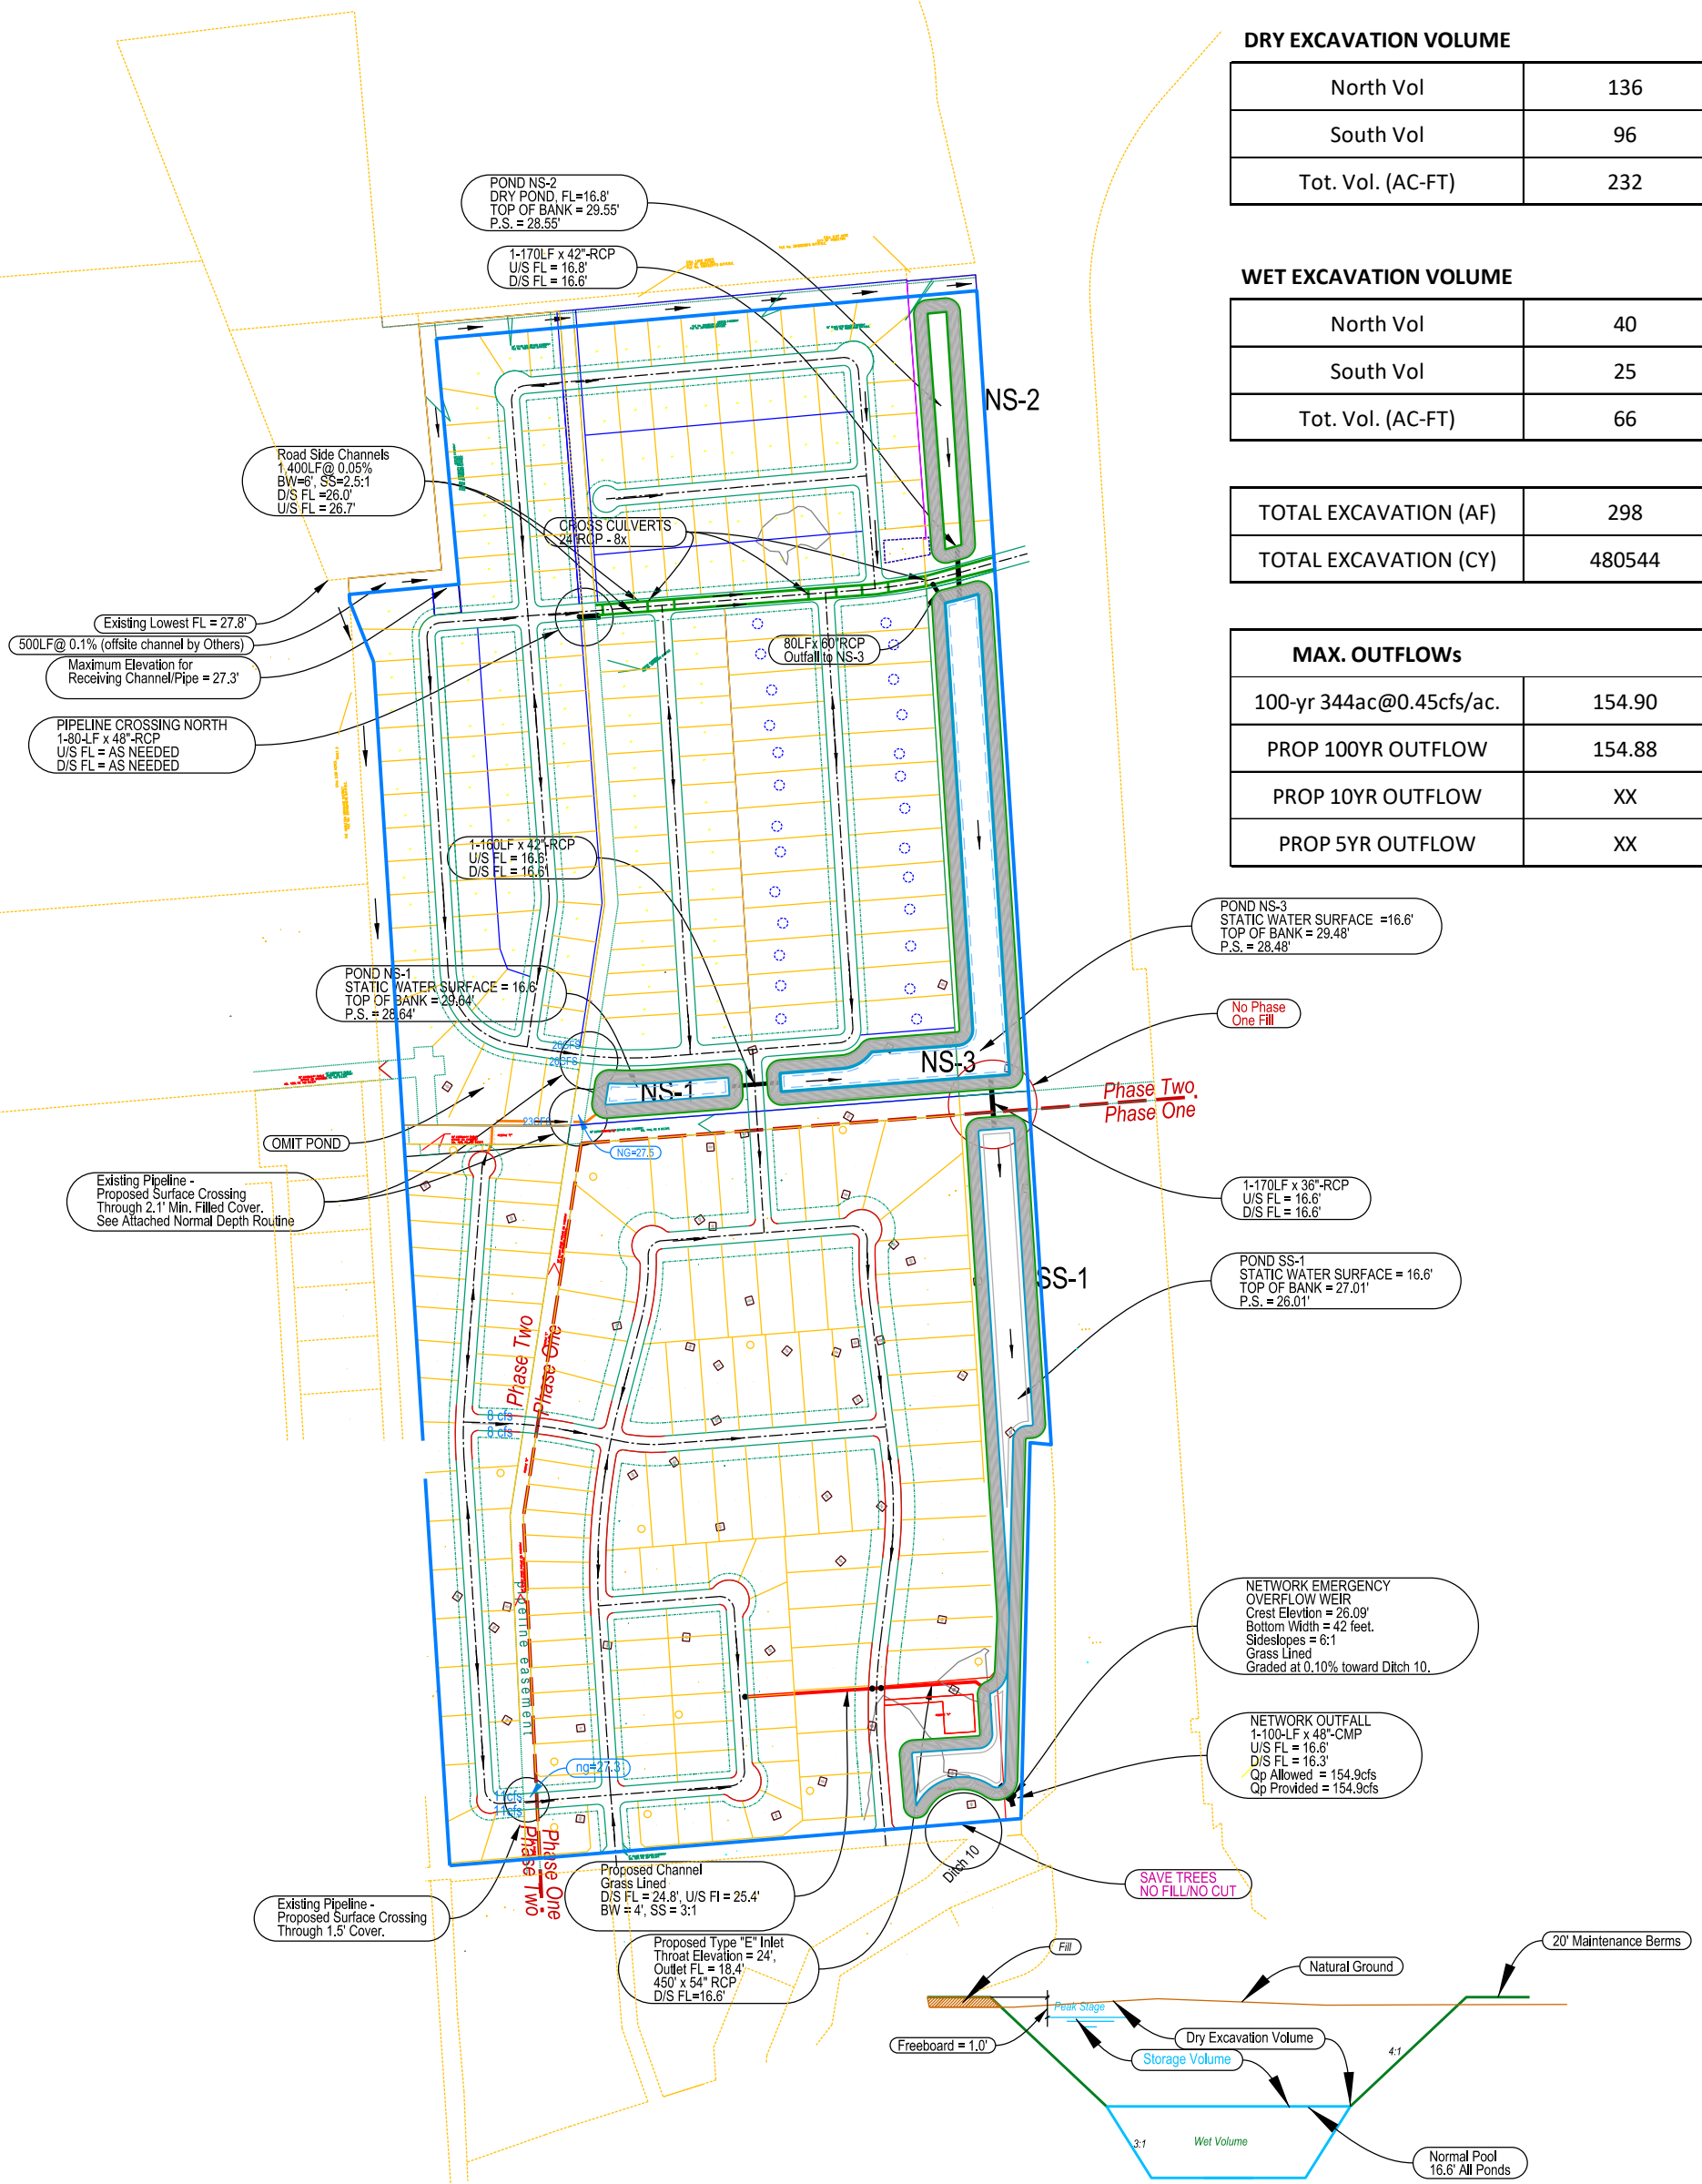 DRY EXCAVATION VOLUME
North Vol 136
South Vol 96
Tot. Vol. (AC-FT) 232
WET EXCAVATION VOLUME
North Vol 40
South Vol 25
Tot. Vol. (AC-FT) 66
TOTAL EXCAVATION (AF) 298
TOTAL EXCAVATION (CY) 480544
MAX. OUTFLOWs
100-yr 344ac@0.45cfs/ac. 154.90
PROP 100YR OUTFLOW 154.88
PROP 10YR OUTFLOW XX
PROP 5YR OUTFLOW XX
POND NS-2
DRY POND, FL=16.8'
TOP OF BANK = 29.55'
P.S. = 28.55'
1-170LF x 42"-RCP
U/S FL = 16.8'
D/S FL = 16.6'
NS-2
Road Side Channels
1,400LF@ 0.05%
BW=6', SS=2.5:1
D/S FL =26.0'
U/S FL = 26.7'
CROSS CULVERTS
24"RCP - 8x
Existing Lowest FL = 27.8'
500LF@ 0.1% (offsite channel by Others)
Maximum Elevation for
Receiving Channel/Pipe = 27.3'
80LFx 60"RCP
Outfall to NS-3
PIPELINE CROSSING NORTH
1-80-LF x 48"-RCP
U/S FL = AS NEEDED
D/S FL = AS NEEDED
1-160LF x 42"-RCP
U/S FL = 16.6'
D/S FL = 16.6'
POND NS-3
STATIC WATER SURFACE =16.6'
TOP OF BANK = 29.48'
P.S. = 28.48'
POND NS-1
STATIC WATER SURFACE = 16.6'
TOP OF BANK = 29.64'
P.S. = 28.64'
No Phase
One Fill
26CFS
26CFS
NS-3
NS-1
Phase Two
Phase One
23CFS
OMIT POND
NG=27.5
Existing Pipeline -
Proposed Surface Crossing
Through 2.1' Min. Filled Cover.
See Attached Normal Depth Routine
1-170LF x 36"-RCP
U/S FL = 16.6'
D/S FL = 16.6'
POND SS-1
STATIC WATER SURFACE = 16.6'
TOP OF BANK = 27.01'
P.S. = 26.01'
SS-1
Phase Two
Phase One
8 cfs
8 cfs
pipeline easement
NETWORK EMERGENCY
OVERFLOW WEIR
Crest Elevtion = 26.09'
Bottom Width = 42 feet.
Sideslopes = 6:1
Grass Lined
Graded at 0.10% toward Ditch 10.
NETWORK OUTFALL
1-100-LF x 48"-CMP
U/S FL = 16.6'
D/S FL = 16.3'
Qp Allowed = 154.9cfs
Qp Provided = 154.9cfs
ng=27.3
11cfs
11cfs
Phase One
Phase Two
Ditch 10
SAVE TREES
NO FILL/NO CUT
Proposed Channel
Grass Lined
D/S FL = 24.8', U/S Fl = 25.4'
BW = 4', SS = 3:1
Existing Pipeline -
Proposed Surface Crossing
Through 1.5' Cover.
Proposed Type "E" Inlet
Throat Elevation = 24',
Outlet FL = 18.4'
450' x 54" RCP
D/S FL=16.6'
Fill
20' Maintenance Berms
Natural Ground
Peak Stage
Freeboard = 1.0'
Dry Excavation Volume
Storage Volume
4:1
3:1
Wet Volume
Normal Pool
16.6' All Ponds